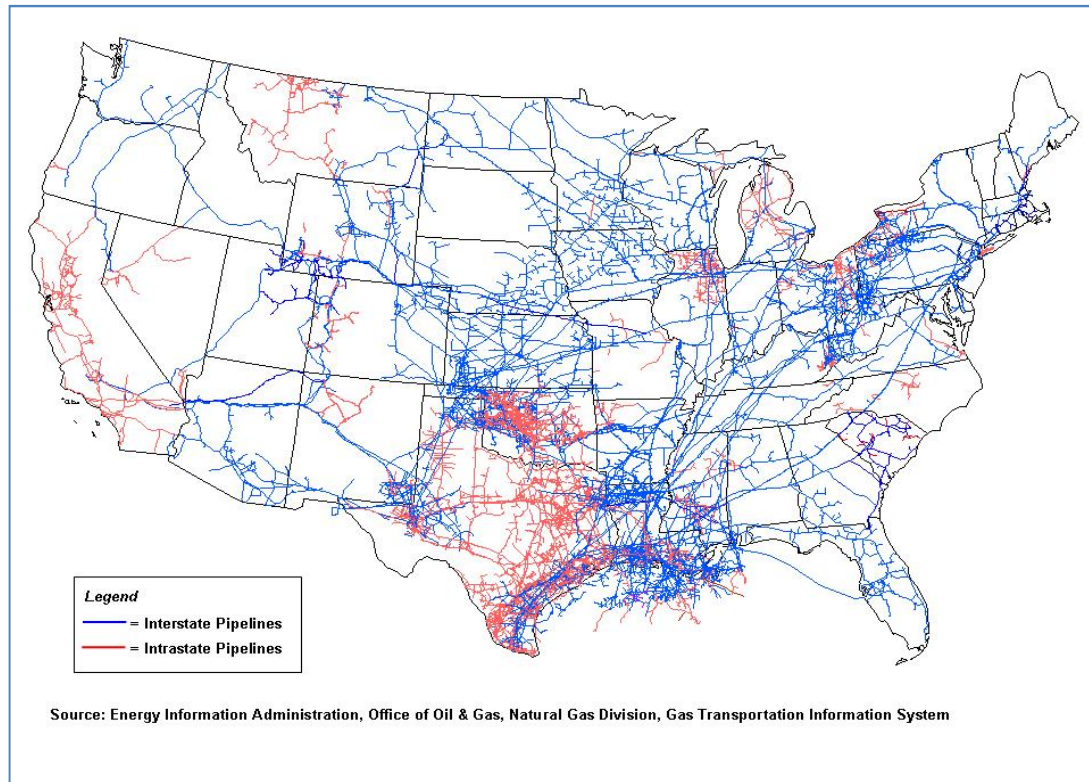 Legend
= Interstate Pipelines
= Intrastate Pipelines
Source: Energy Information Administration, Office of Oil & Gas, Natural Gas Division, Gas Transportation Information System